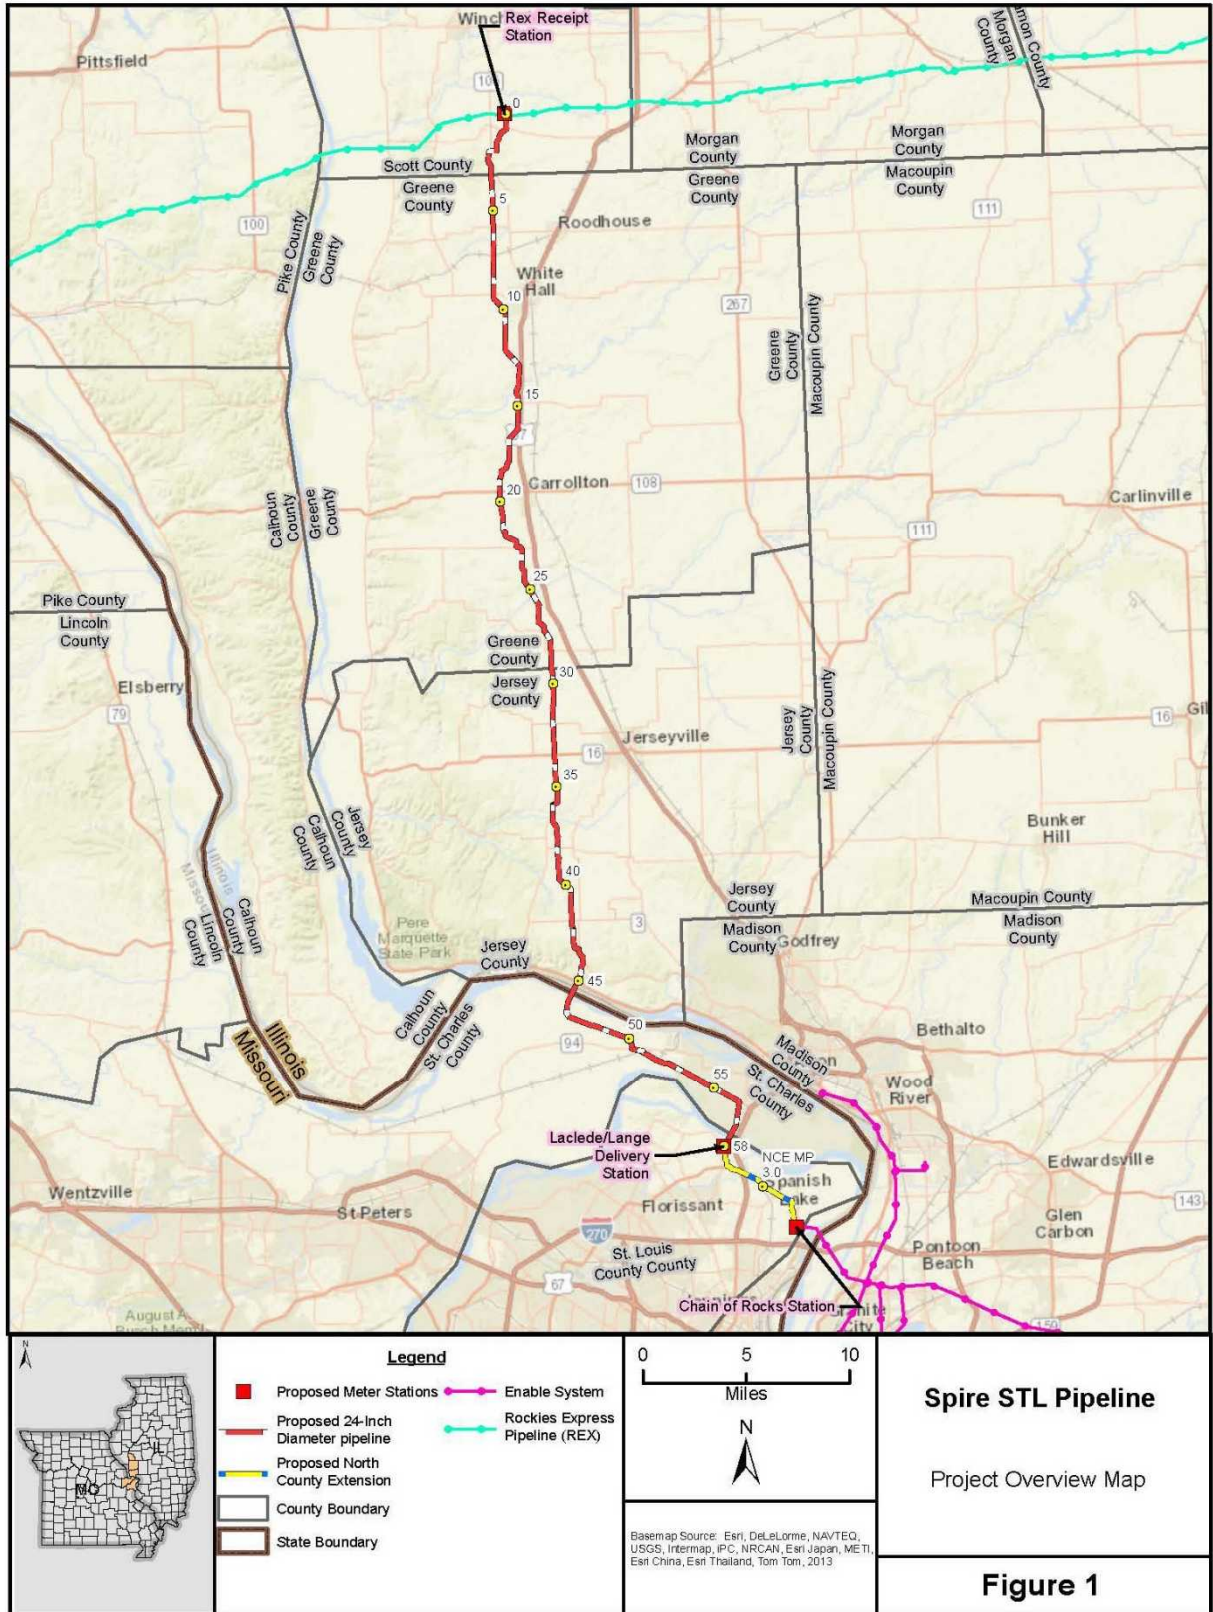 Rex Receipt
Station
Pittsfield
0
Morgan
County
Scott County
Greene
County
Morgan
County
Greene
County
Morgan
County
Macoupin
County
111
5
100
Roodhouse
Pike County
Greene
County
White
Hall
10
267
Greene
County
Macoupin County
15
Carrollton
108
20
Calhoun
County
Greene
County
Carlinville
111
25
Pike County
Lincoln
County
Greene
County
Jersey
County
30
Elsberry
79
Jerseyville
16
Jersey
County
Macoupin County
16
35
Jersey
County
Calhoun
County
Bunker
Hill
40
Illinois
Lincoln
County
Calhoun
County
Pere
Marquette
State Park
3
Jersey
County
Madison
County
Macoupin County
Madison
County
Godfrey
Jersey
County
45
Calhoun
County
St. Charles
County
Illinois
Missouri
94
50
Bethalto
Madison
County
St. Charles
County
55
Wood
River
Laclede/Lange
Delivery
Station
58
NCE MP
3.0
Edwardsville
Wentzville
St.Peters
Florissant
143
270
Glen
Carbon
St. Louis
County County
Pontoon
Beach
67
Chain of Rocks Station
City
159
August A.
N
IL
MO
Legend
Proposed Meter Stations
Enable System
Proposed 24-Inch
Diameter pipeline
Rockies Express
Pipeline (REX)
Proposed North
County Extension
County Boundary
State Boundary
0 5 10
Miles
N
Basemap Source: Esri, DeLeLorme, NAVTEQ,
USGS, Intermap, iPC, NRCAN, Esri Japan, METI,
Esri China, Esri Thailand, Tom Tom, 2013
Spire STL Pipeline
Project Overview Map
Figure 1